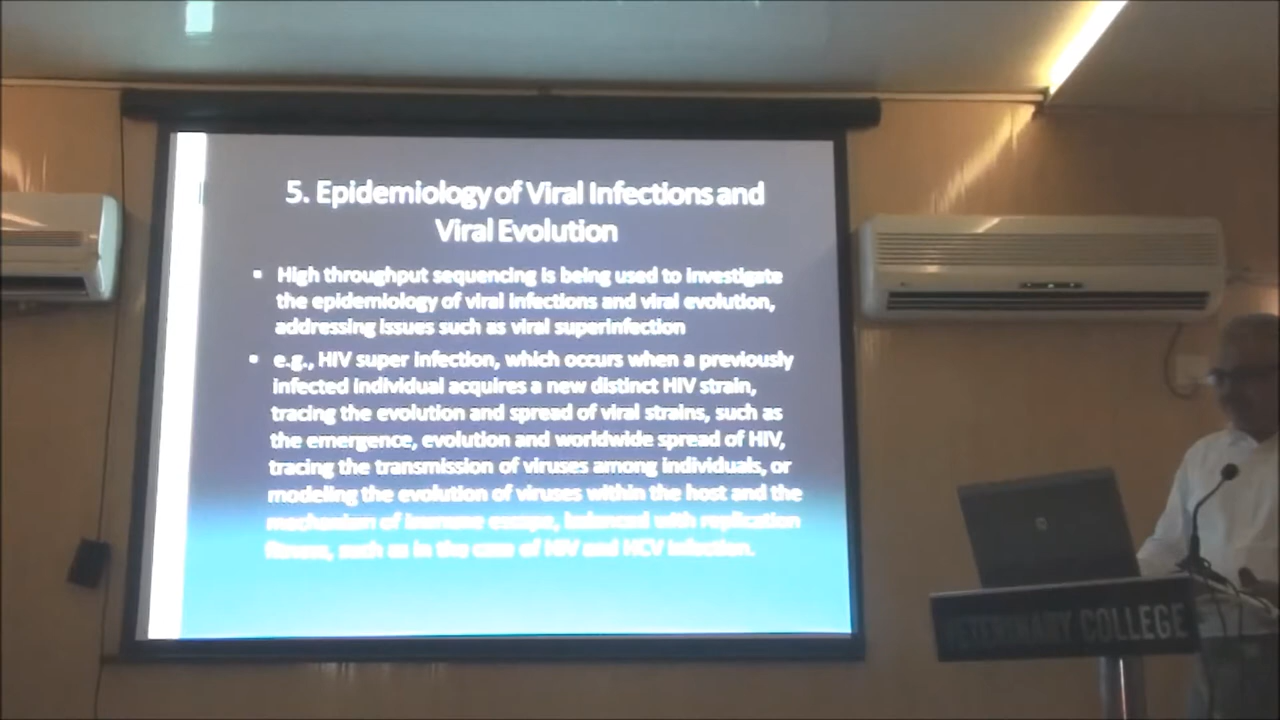 5. Epidemiology of Viral Infections and
Viral Evolution
▪ High throughput sequencing is being used to investigate
the epidemiology of viral infections and viral evolution,
addressing issues such as viral superinfection
▪ e.g., HIV super infection, which occurs when a previously
infected individual acquires a new distinct HIV strain,
tracing the evolution and spread of viral strains, such as
the emergence, evolution and worldwide spread of HIV,
tracing the transmission of viruses among individuals, or
modeling the evolution of viruses within the host and the
mechanism of immune escape, balanced with replication
fitness, such as in the case of HIV and HCV infection.
VETERINARY COLLEGE